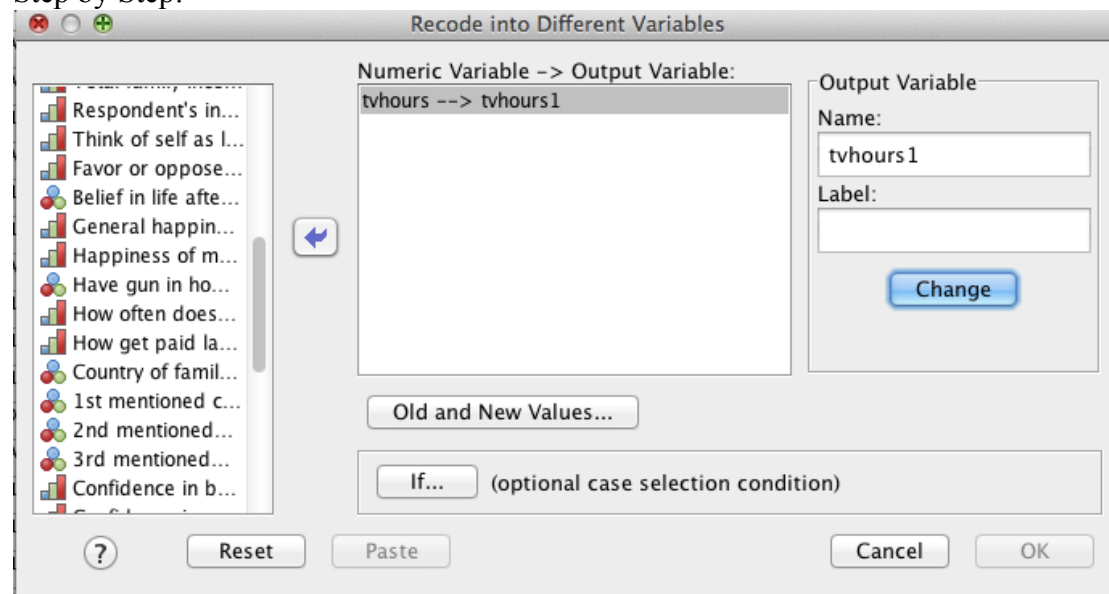 Step by Step:
Recode into Different Variables
Numeric Variable -> Output Variable:
tvhours --> tvhours1
Respondent's in...
Think of self as l...
Favor or oppose...
Belief in life afte...
General happin...
Happiness of m...
Have gun in ho...
How often does...
How get paid la...
Country of famil...
1st mentioned c...
2nd mentioned...
3rd mentioned...
Confidence in b...
Output Variable
Name:
tvhours1
Label:
Change
Old and New Values...
If... (optional case selection condition)
? Reset Paste Cancel OK